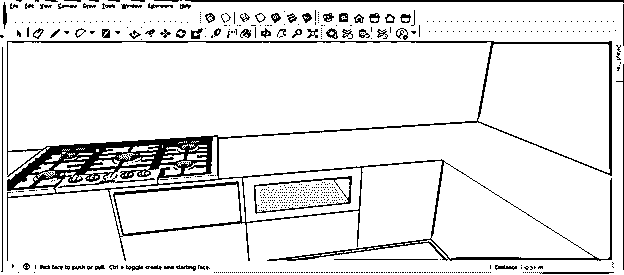 File Edit View Camera Draw Tools Window Extensions Help
Pick face to push or pull. Ctrl = toggle create new starting face.
Distance